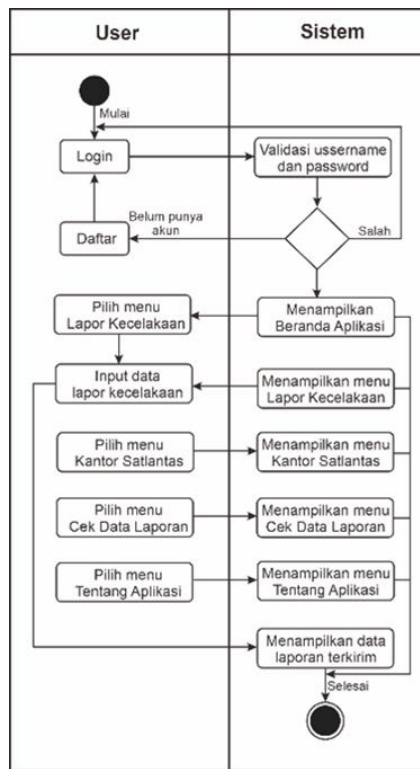 User
Sistem
Mulai
Login
Validasi ussername
dan password
Belum punya
akun
Daftar
Salah
Pilih menu
Lapor Kecelakaan
Menampilkan
Beranda Aplikasi
Input data
lapor kecelakaan
Menampilkan menu
Lapor Kecelakaan
Pilih menu
Kantor Satlantas
Menampilkan menu
Kantor Satlantas
Pilih menu
Cek Data Laporan
Menampilkan menu
Cek Data Laporan
Pilih menu
Tentang Aplikasi
Menampilkan menu
Tentang Aplikasi
Menampilkan data
laporan terkirim
Selesai